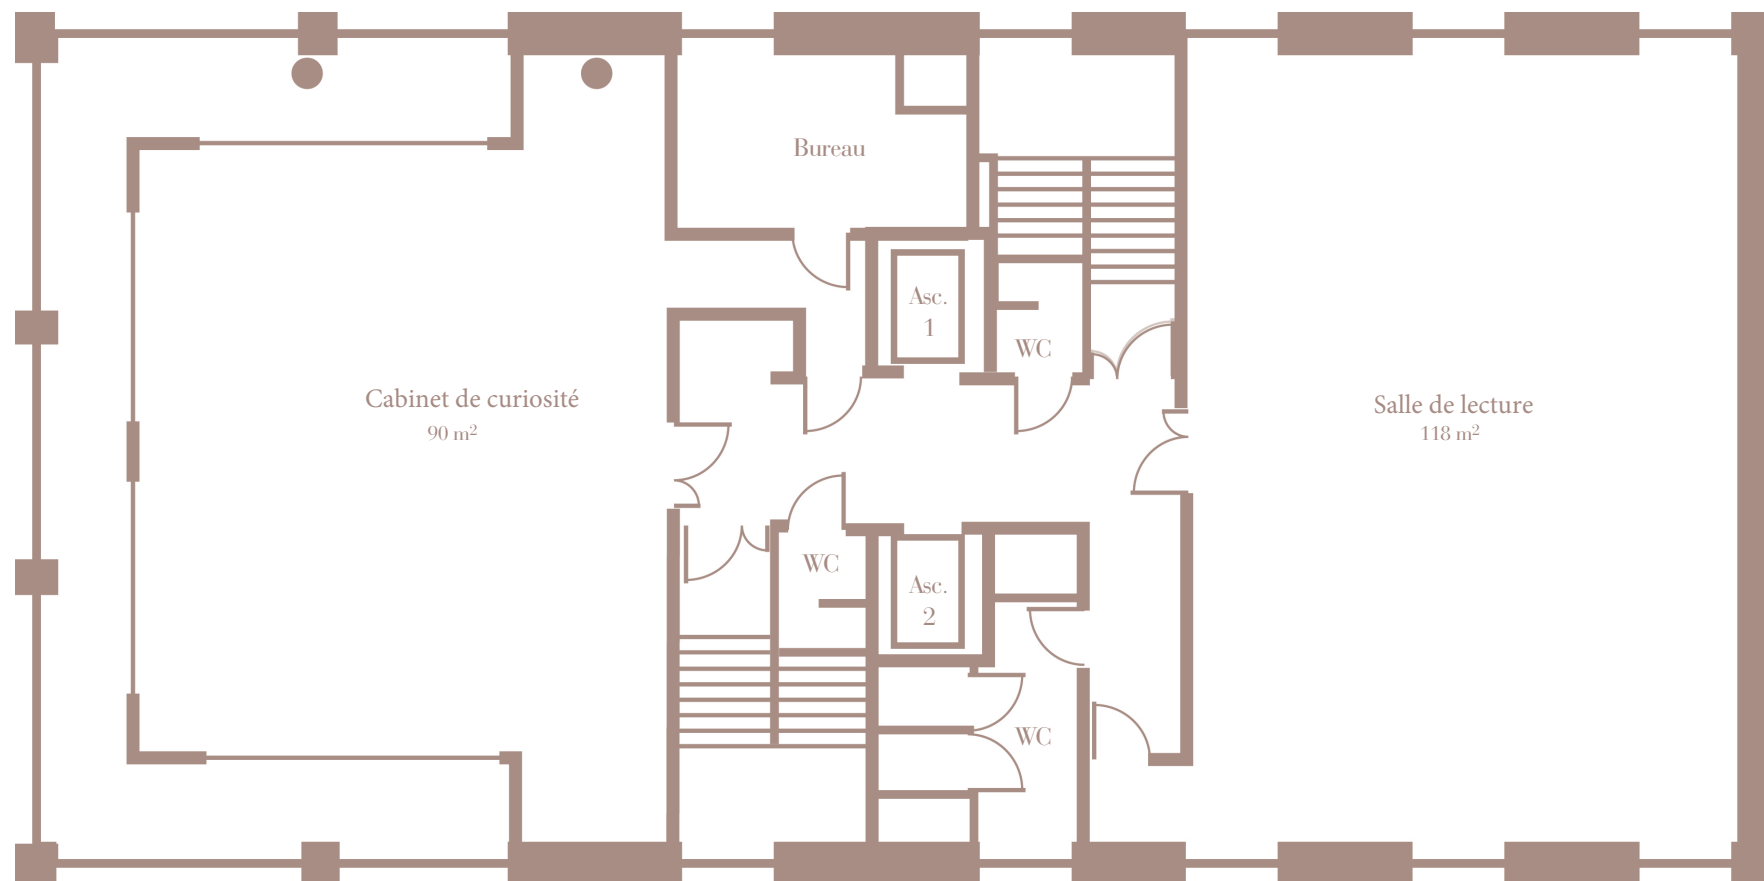 Bureau
Asc.
1
WC
Cabinet de curiosité
90 m²
Salle de lecture
118 m²
WC
Asc.
2
WC